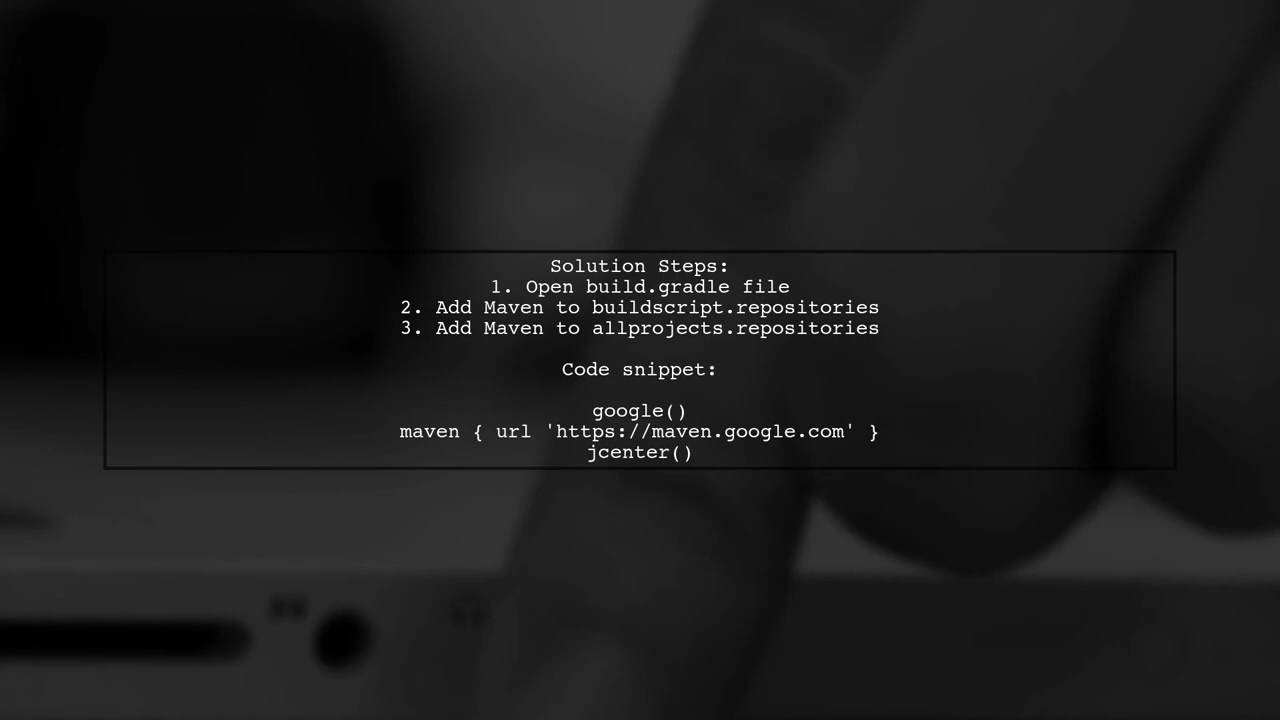 Solution Steps:
1. Open build.gradle file
2. Add Maven to buildscript.repositories
3. Add Maven to allprojects.repositories
Code snippet:
google()
maven { url 'https://maven.google.com' }
jcenter()